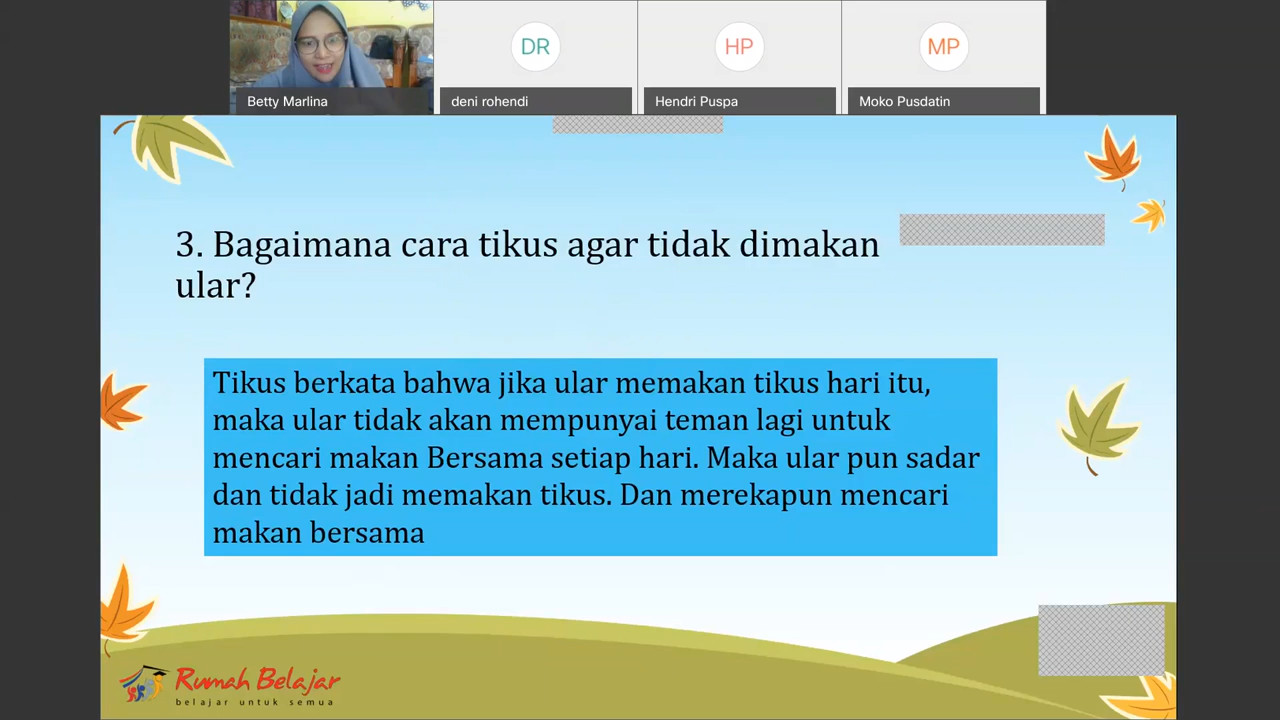 DR
HP
MP
Betty Marlina
deni rohendi
Hendri Puspa
Moko Pusdatin
3. Bagaimana cara tikus agar tidak dimakan
ular?
Tikus berkata bahwa jika ular memakan tikus hari itu,
maka ular tidak akan mempunyai teman lagi untuk
mencari makan Bersama setiap hari. Maka ular pun sadar
dan tidak jadi memakan tikus. Dan merekapun mencari
makan bersama
Rumah Belajar
belajar untuk semua